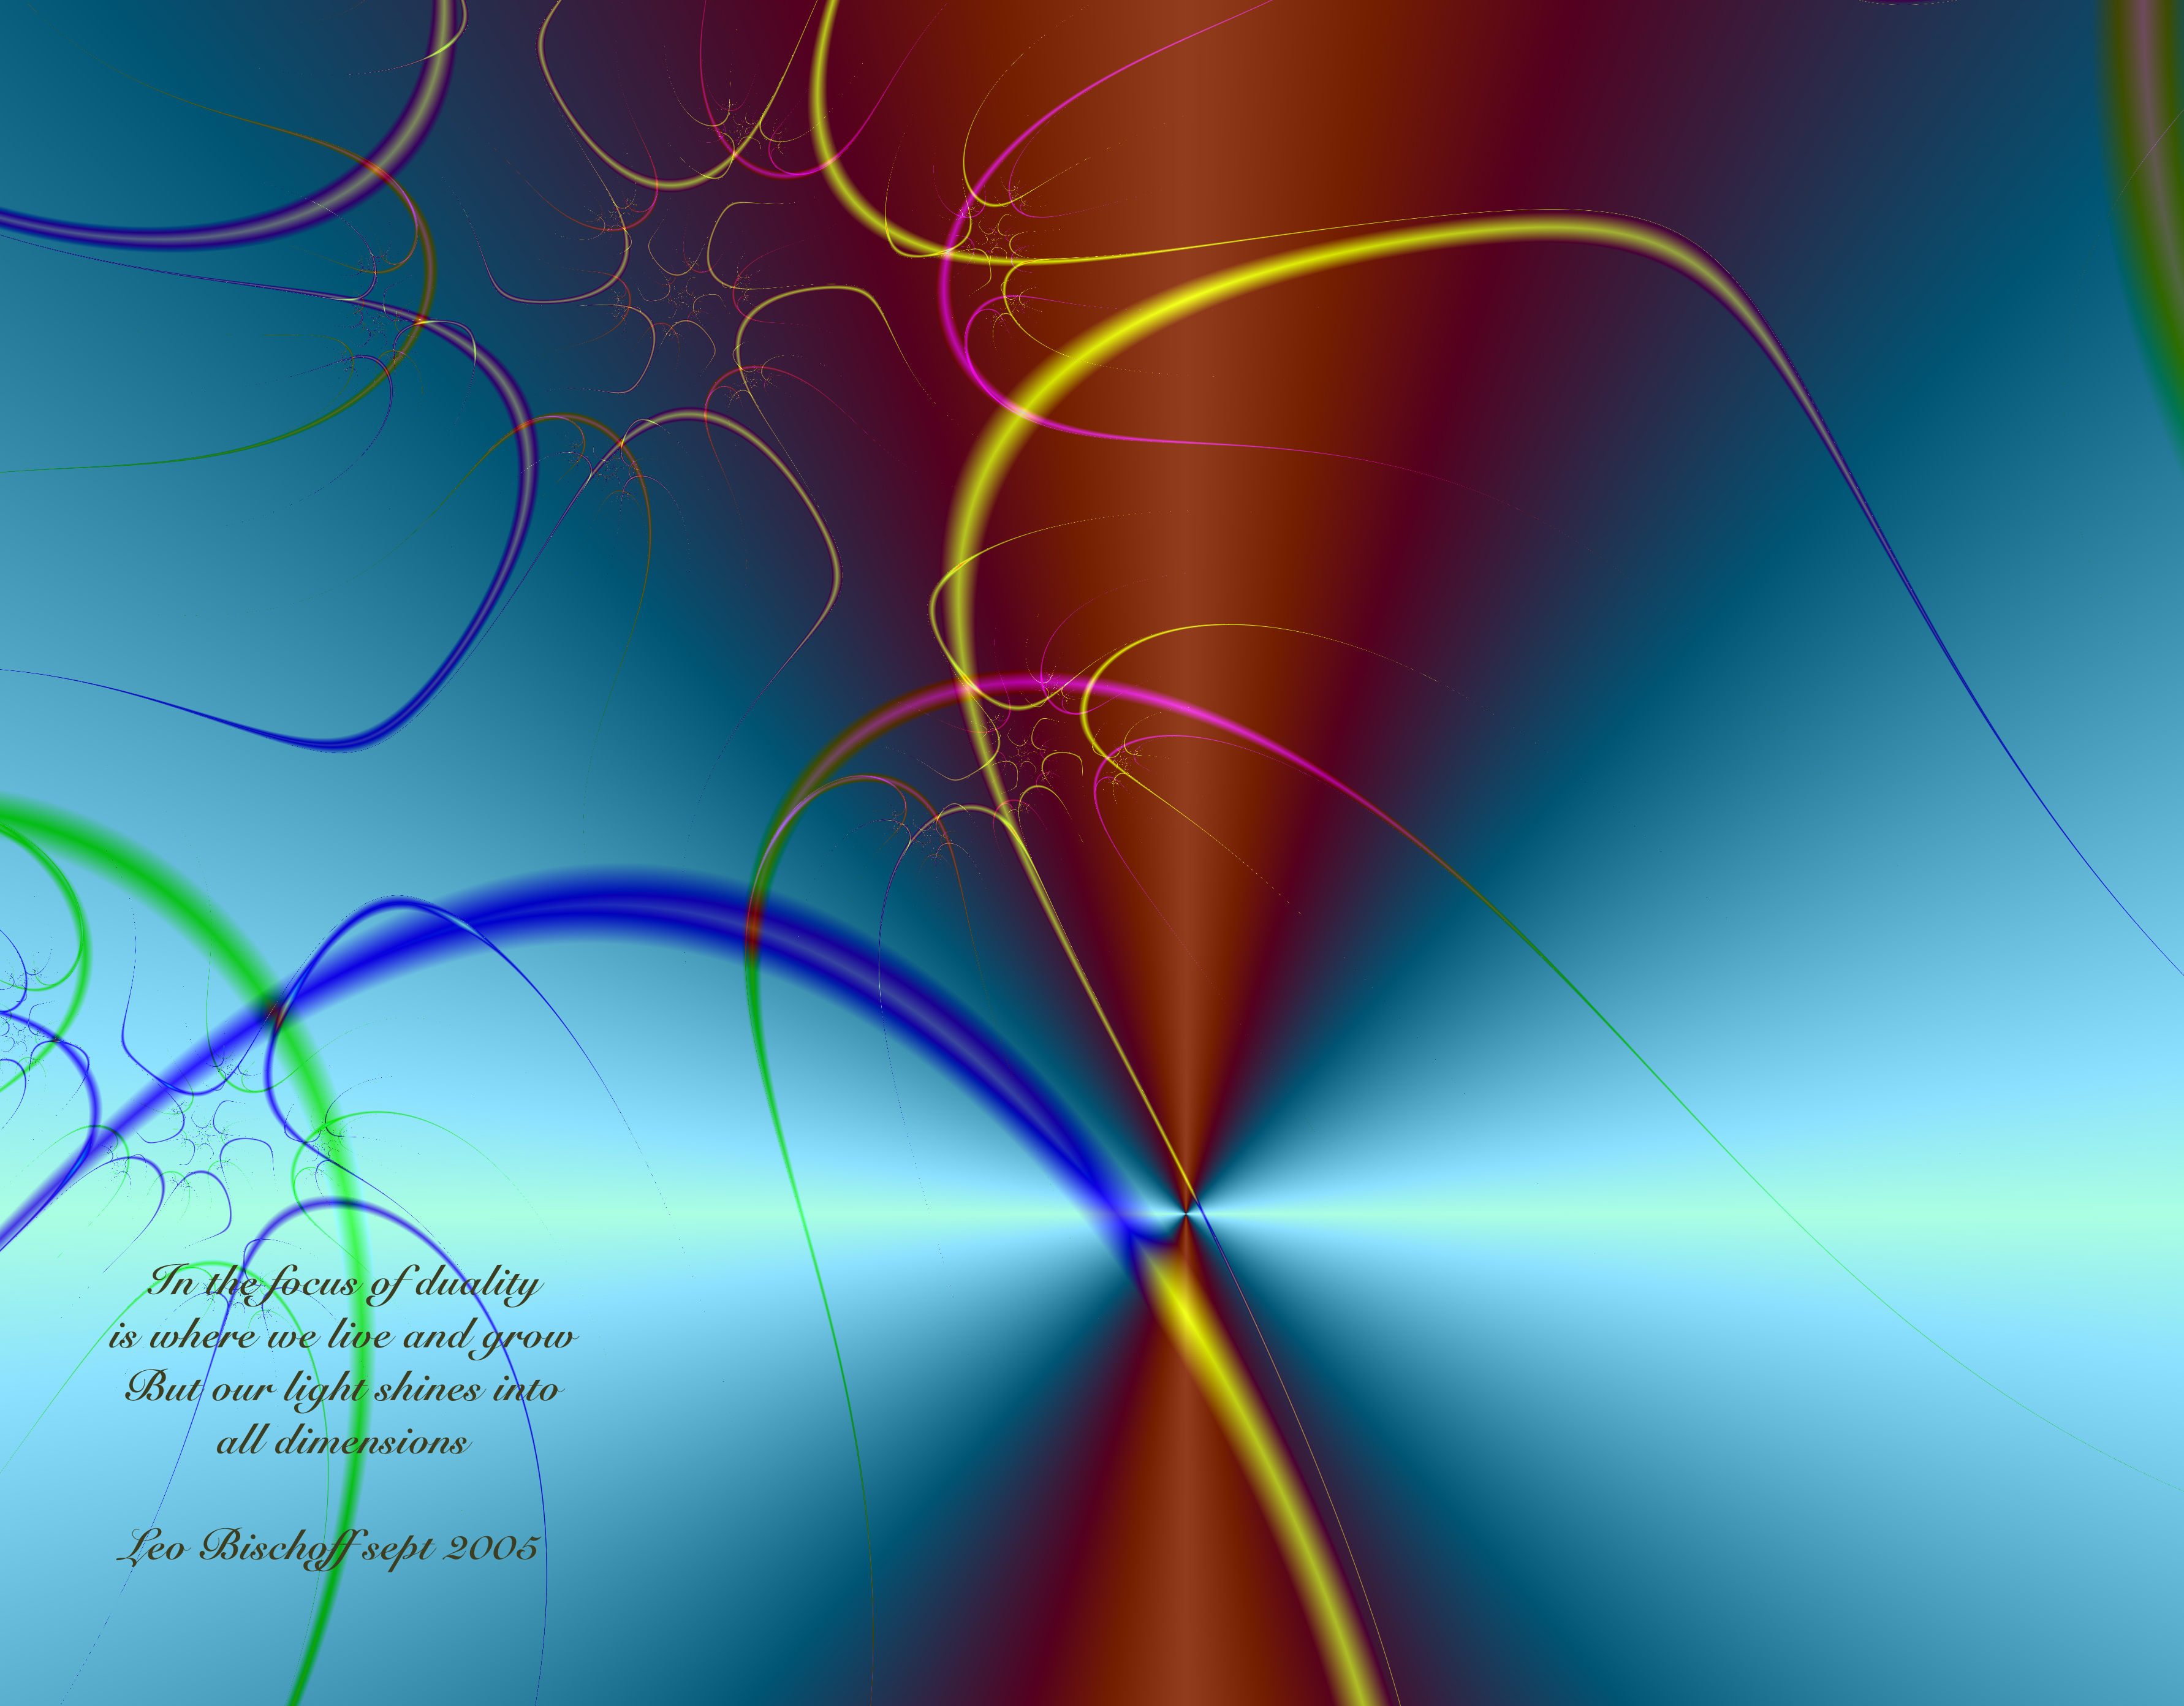 In the focus of duality
is where we live and grow
But our light shines into
all dimensions
Leo Bischoff sept 2005